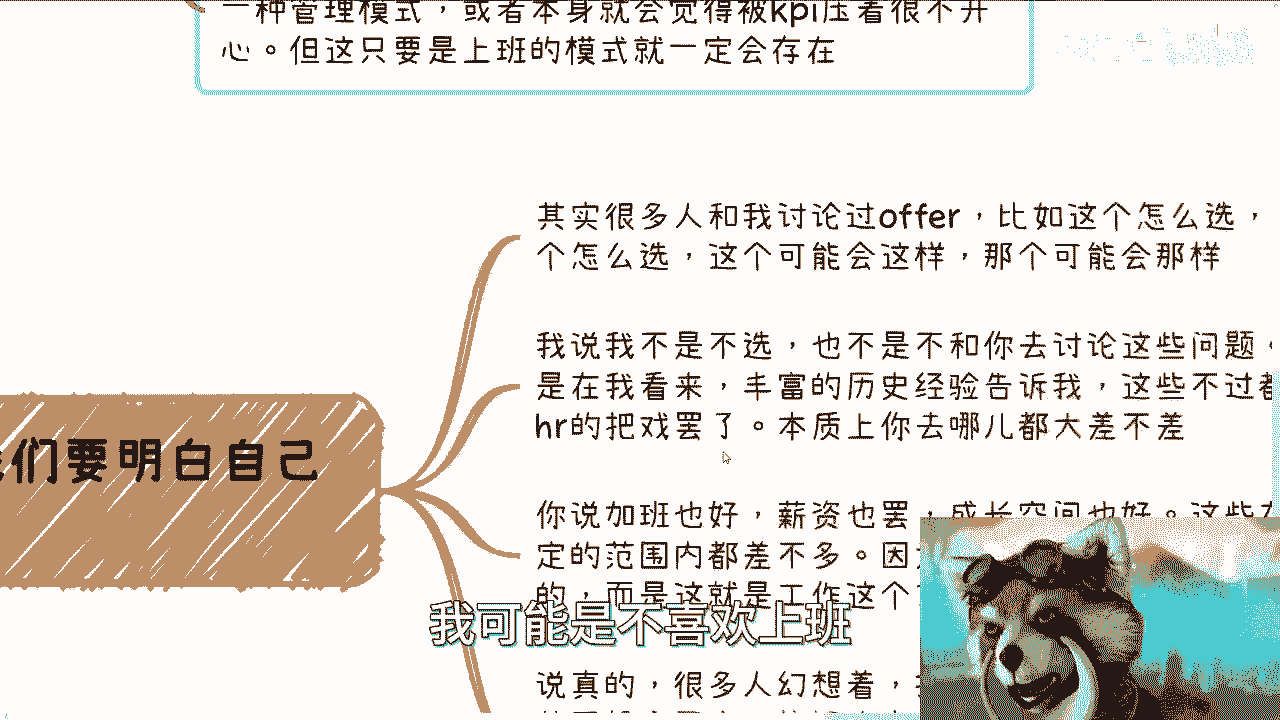 一种管理模式，或者本身就会觉得被kpi压着很不开
心。但这只要是上班的模式就一定会存在
其实很多人和我讨论过offer，比如这个怎么选，
个怎么选，这个可能会这样，那个可能会那样
我说我不是不选，也不是不和你去讨论这些问题。
是在我看来，丰富的历史经验告诉我，这些不过都
hr的把戏罢了。本质上你去哪儿都大差不差
们要明白自己
你说加班也好，薪资也罢，成长空间也好。这些在
定的范围内都差不多。因
的，而是这就是工作这个
我可能是不喜欢上班
说真的，很多人幻想着，